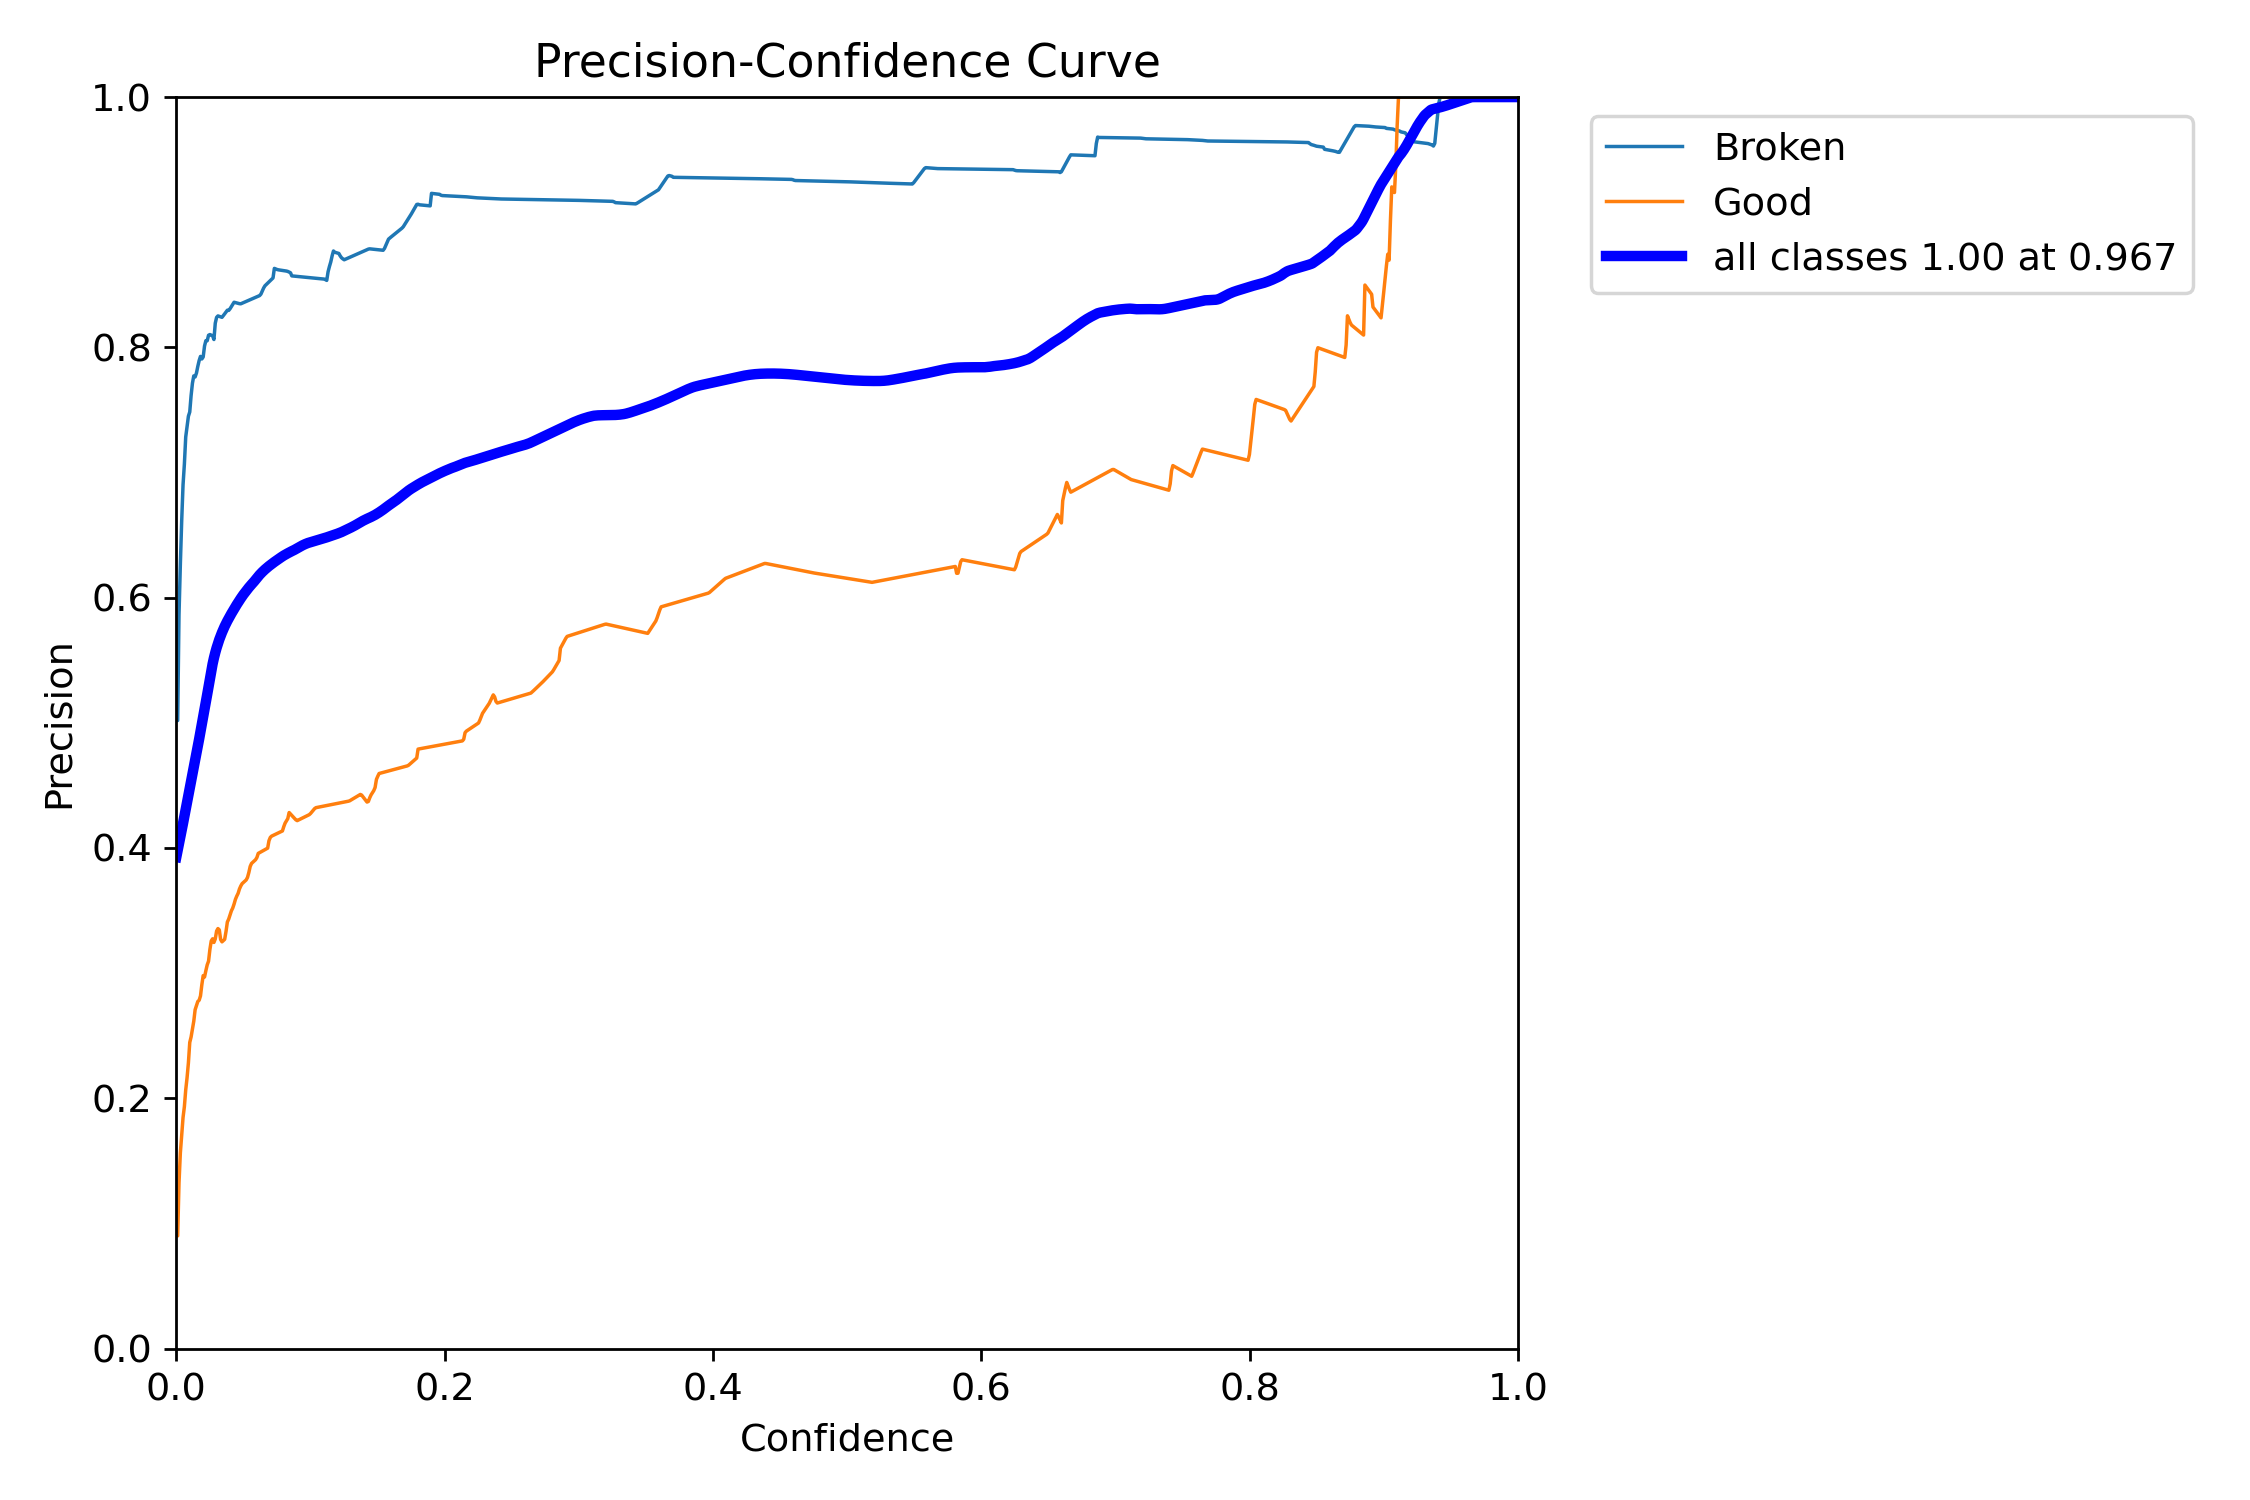 Precision-Confidence Curve
1.0
0.8
0.6
0.4
0.2
0.0
Precision
0.0 0.2 0.4 0.6 0.8 1.0
Confidence
Broken
Good
all classes 1.00 at 0.967